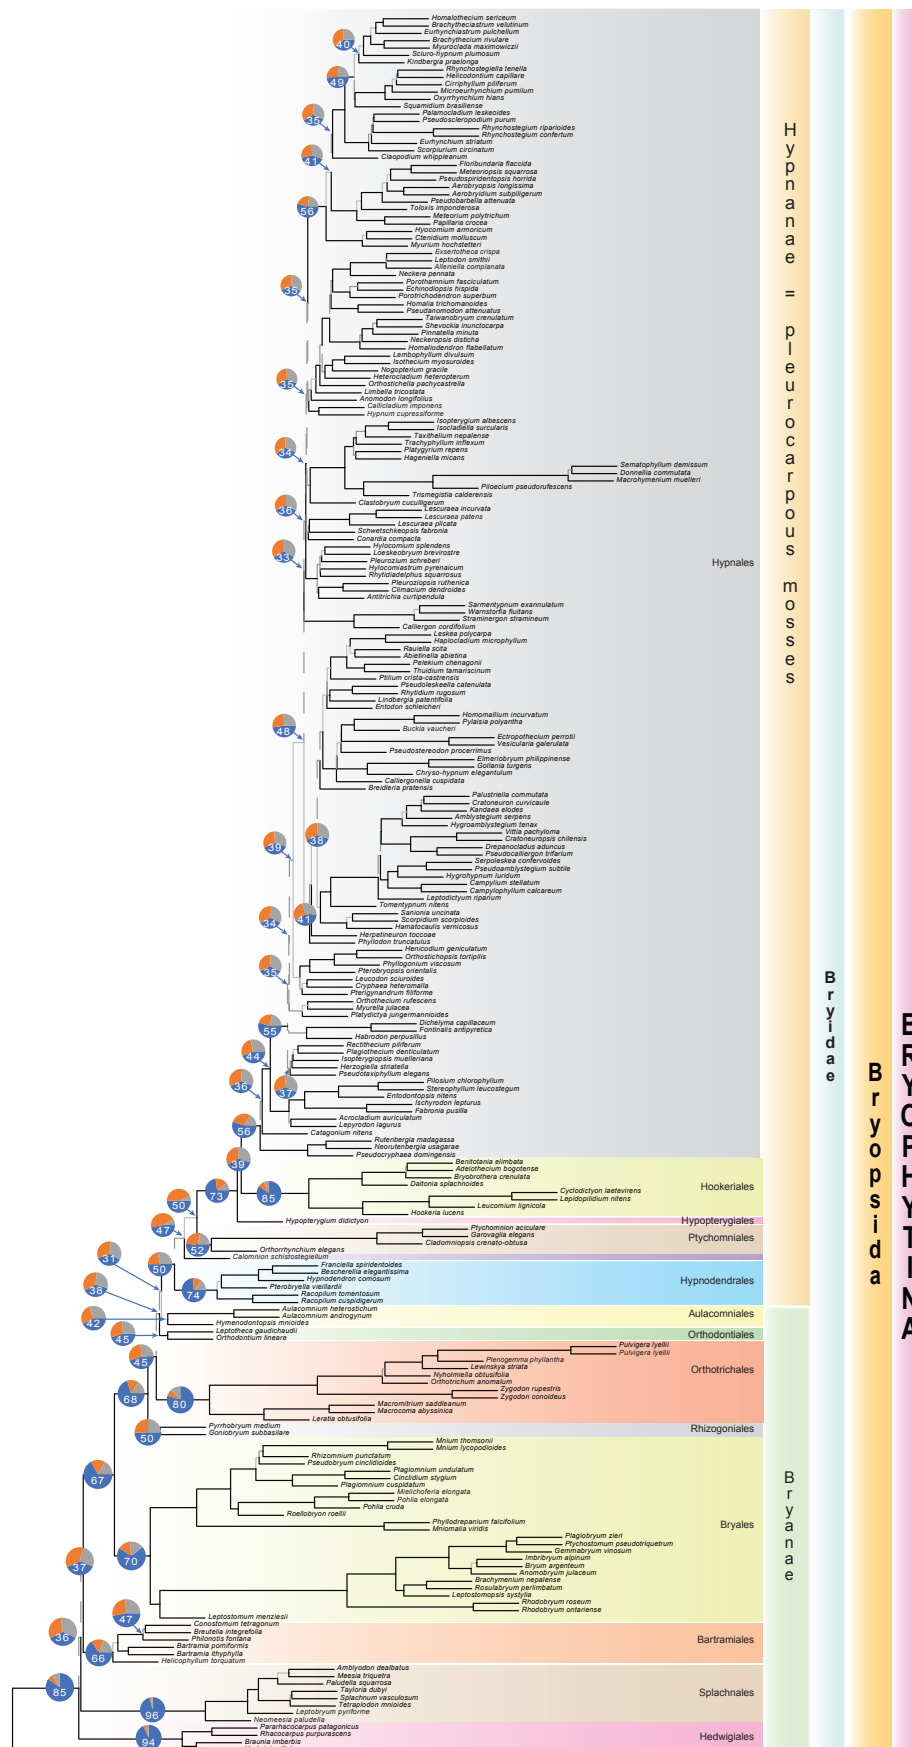 Homalothecium sericeum
Brachytheciastrum velutinum
Eurhynchiastrum pulchellum
Brachythecium rivulare
Myuroclada maximowiczii
Sciuro-hypnum plumosum
Kindbergia praelonga
Rhynchostegiella tenella
Helicodontium capillare
Cirriphyllum piliferum
Microeurhynchium pumilum
Oxyrrhynchium hians
Squamidium brasiliense
Palamocladium leskeoides
Pseudoscleropodium purum
Rhynchostegium riparioides
Rhynchostegium confertum
Eurhynchium striatum
Scorpiurium circinatum
Claopodium whippleanum
Floribundaria flaccida
Meteoriopsis squarrosa
Pseudospiridentopsis horrida
Aerobryopsis longissima
Aerobryidium subpiligerum
Pseudobarbella attenuata
Toloxis imponderosa
Meteorium polytrichum
Papillaria crocea
Hyocomium armoricum
Ctenidium molluscum
Myurium hochstetteri
Exsertotheca crispa
Leptodon smithii
Alleniella complanata
Neckera pennata
Porothamnium fasciculatum
Echinodiopsis hispida
Porotrichodendron superbum
Homalia trichomanoides
Pseudanomodon attenuatus
Taiwanobryum crenulatum
Shevockia inunctocarpa
Pinnatella minuta
Neckeropsis disticha
Homaliodendron flabellatum
Lembophyllum divulsum
Isothecium myosuroides
Nogopterium gracile
Heterocladium heteropterum
Orthostichella pachycastrella
Limbella tricostata
Anomodon longifolius
Callicladium imponens
Hypnum cupressiforme
Isopterygium albescens
Isocladiella surcularis
Taxithelium nepalense
Trachyphyllum inflexum
Platygyrium repens
Hageniella micans
Sematophyllum demissum
Donnellia commutata
Macrohymenium muelleri
Piloecium pseudorufescens
Trismegistia calderensis
Clastobryum cuculligerum
Lescuraea incurvata
Lescuraea patens
Lescuraea plicata
Schwetschkeopsis fabronia
Conardia compacta
Hylocomium splendens
Loeskeobryum brevirostre
Pleurozium schreberi
Hylocomiastrum pyrenaicum
Rhytidiadelphus squarrosus
Pleuroziopsis ruthenica
Climacium dendroides
Antitrichia curtipendula
Sarmentypnum exannulatum
Warnstorfia fluitans
Straminergon stramineum
Calliergon cordifolium
Leskea polycarpa
Haplocladium microphyllum
Rauiella scita
Abietinella abietina
Pelekium chenagonii
Thuidium tamariscinum
Ptilium crista-castrensis
Pseudoleskeella catenulata
Rhytidium rugosum
Lindbergia patentifolia
Entodon schleicheri
Homomallium incurvatum
Pylaisia polyantha
Buckia vaucheri
Ectropothecium perrotii
Vesicularia galerulata
Pseudostereodon procerrimus
Elmeriobryum philippinense
Gollania turgens
Chryso-hypnum elegantulum
Calliergonella cuspidata
Breidleria pratensis
Palustriella commutata
Cratoneuron curvicaule
Kandaea elodes
Amblystegium serpens
Hygroamblystegium tenax
Vittia pachyloma
Cratoneuropsis chilensis
Drepanocladus aduncus
Pseudocalliergon trifarium
Serpoleskea confervoides
Pseudoamblystegium subtile
Hygrohypnum luridum
Campylium stellatum
Campylophyllum calcareum
Leptodictyum riparium
Tomentypnum nitens
Sanionia uncinata
Scorpidium scorpioides
Hamatocaulis vernicosus
Herpetineuron toccoae
Phyllodon truncatulus
Henicodium geniculatum
Orthostichopsis tortipilis
Phyllogonium viscosum
Pterobryopsis orientalis
Leucodon sciuroides
Cryphaea heteromalla
Pterigynandrum filiforme
Orthothecium rufescens
Myurella julacea
Platydictya jungermannioides
Dichelyma capillaceum
Fontinalis antipyretica
Habrodon perpusillus
Rectithecium piliferum
Plagiothecium denticulatum
Isopterygiopsis muelleriana
Herzogiella striatella
Pseudotaxiphyllum elegans
Pilosium chlorophyllum
Stereophyllum leucostegum
Entodontopsis nitens
Ischyrodon lepturus
Fabronia pusilla
Acrocladium auriculatum
Lepyrodon lagurus
Catagonium nitens
Rutenbergia madagassa
Neorutenbergia usagarae
Pseudocryphaea domingensis
Benitotania elimbata
Adelothecium bogotense
Bryobrothera crenulata
Daltonia splachnoides
Cyclodictyon laetevirens
Lepidopilidium nitens
Leucomium lignicola
Hookeria lucens
Hypopterygium didictyon
Ptychomnion aciculare
Garovaglia elegans
Cladomniopsis crenato-obtusa
Orthorrhynchium elegans
Calomnion schistostegiellum
Franciella spiridentoides
Bescherellia elegantissima
Hypnodendron comosum
Pterobryella vieillardii
Racopilum tomentosum
Racopilum cuspidigerum
Aulacomnium heterostichum
Aulacomnium androgynum
Hymenodontopsis mnioides
Leptotheca gaudichaudii
Orthodontium lineare
Pulvigera lyellii
Pulvigera lyellii
Plenogemma phyllantha
Lewinskya striata
Nyholmiella obtusifolia
Orthotrichum anomalum
Zygodon rupestris
Zygodon conoideus
Macromitrium saddleanum
Macrocoma abyssinica
Leratia obtusifolia
Pyrrhobryum medium
Goniobryum subbasilare
Mnium thomsonii
Mnium lycopodioides
Rhizomnium punctatum
Pseudobryum cinclidioides
Plagiomnium undulatum
Cinclidium stygium
Plagiomnium cuspidatum
Mielichoferia elongata
Pohlia elongata
Pohlia cruda
Roellobryon roellii
Phyllodrepanium falcifolium
Mniomalia viridis
Plagiobryum zieri
Ptychostomum pseudotriquetrum
Gemmabryum vinosum
Imbribryum alpinum
Bryum argenteum
Anomobryum julaceum
Brachymenium nepalense
Rosulabryum perlimbatum
Leptostomopsis systylia
Rhodobryum roseum
Rhodobryum ontariense
Leptostomum menziesii
Conostomum tetragonum
Breutelia integrifolia
Philonotis fontana
Bartramia pomiformis
Bartramia ithyphylla
Helicophyllum torquatum
Amblyodon dealbatus
Meesia triquetra
Paludella squarrosa
Tayloria dubyi
Splachnum vasculosum
Tetraplodon mnioides
Leptobryum pyriforme
Neomeesia paludella
Pararhacocarpus patagonicus
Rhacocarpus purpurascens
Braunia imberbis
40
49
35
41
56
35
35
34
36
33
48
39
38
34
41
35
55
44
37
36
56
39
85
73
50
47
52
31
50
38
74
42
45
45
68
80
50
67
70
37
47
36
66
85
96
94
Hypnales
Hookeriales
Hypopterygiales
Ptychomniales
Hypnodendrales
Aulacomniales
Orthodontiales
Orthotrichales
Rhizogoniales
Bryales
Bartramiales
Splachnales
Hedwigiales
Hypnanae = pleurocarpous mosses
Bryanae
Bryidae
Bryopsida
BRYOPHYTINA